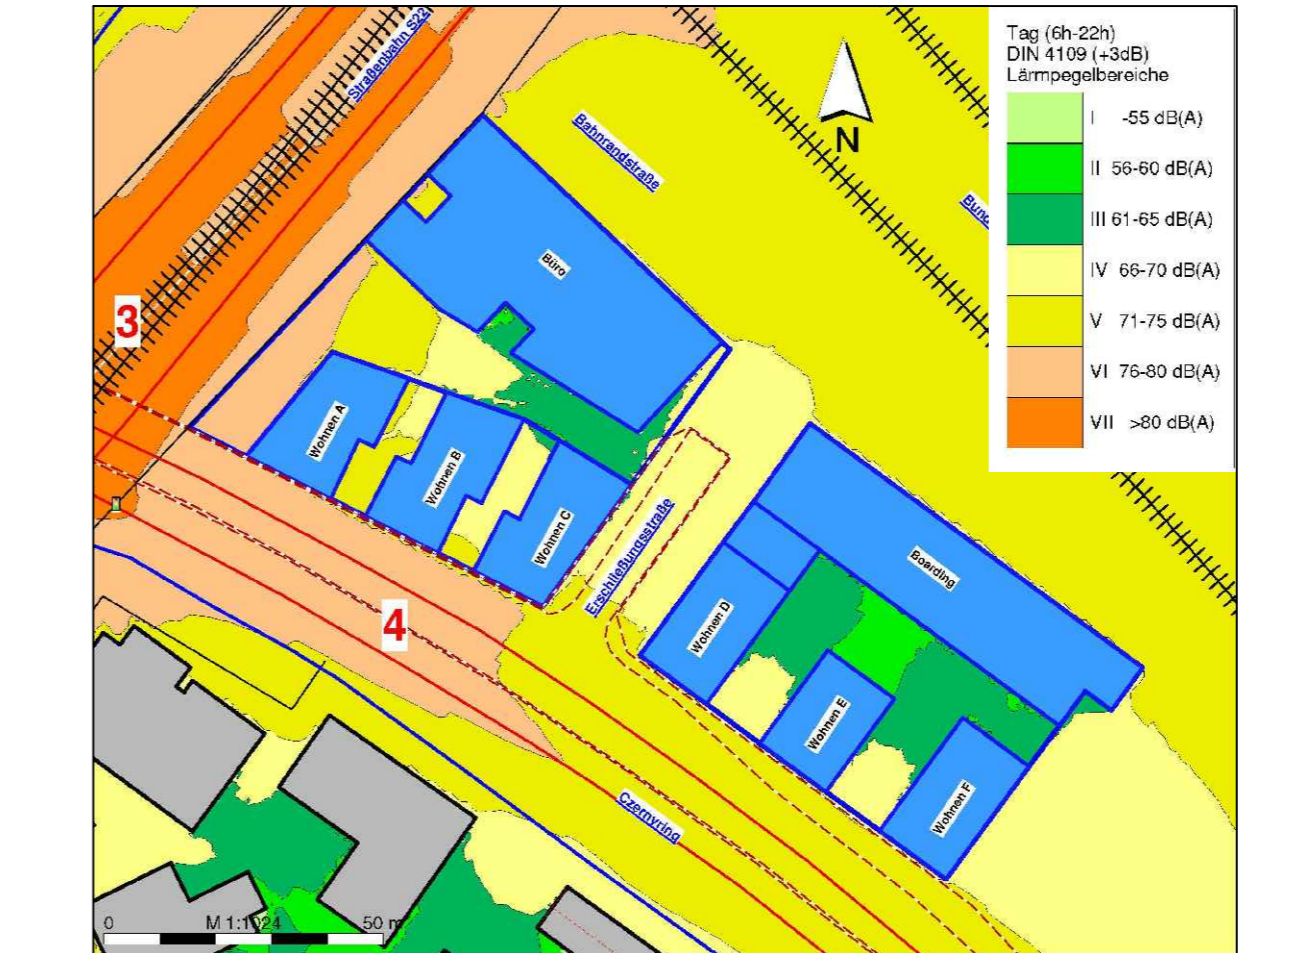 Tag (6h-22h)
DIN 4109 (+3dB)
Lärmpegelbereiche
I -55 dB(A)
II 56-60 dB(A)
III 61-65 dB(A)
IV 66-70 dB(A)
V 71-75 dB(A)
VI 76-80 dB(A)
VII >80 dB(A)
N
Straßenbahn S22
Bahnrandstraße
Bund
Büro
3
Wohnen A
Wohnen B
Wohnen C
Erschließungsstraße
Boarding
Wohnen D
Wohnen E
Wohnen F
4
Czernyring
0 M 1:1024 50 m